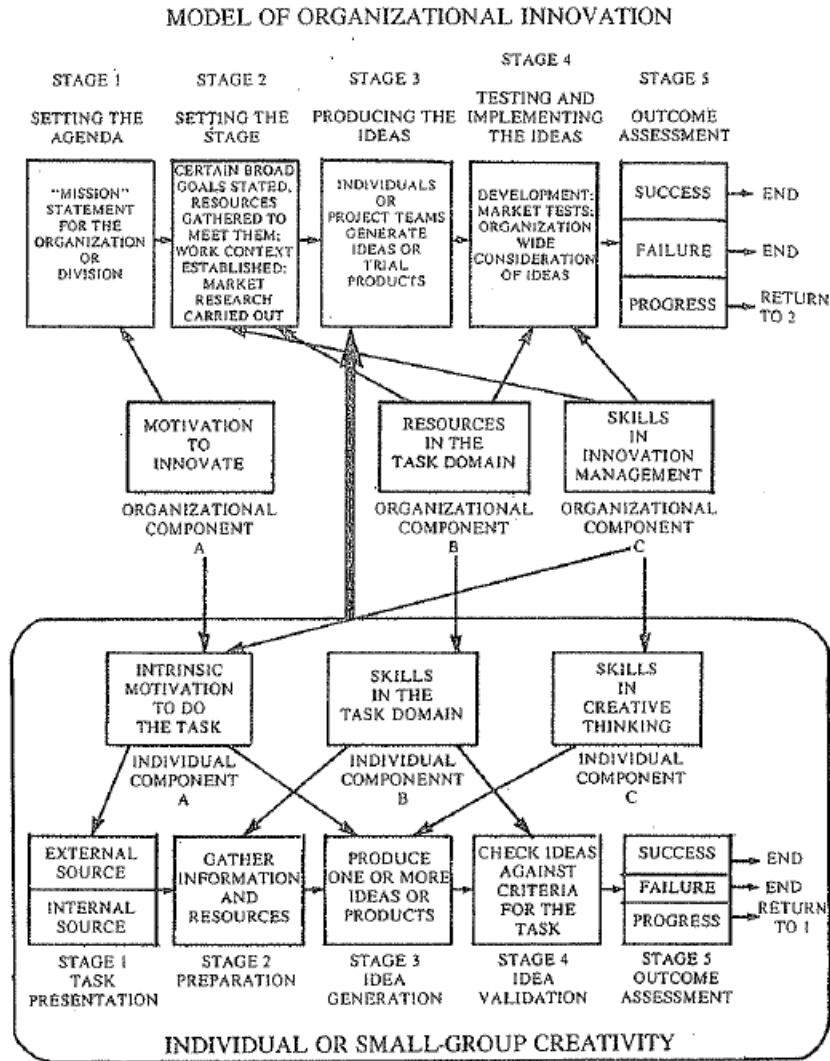 MODEL OF ORGANIZATIONAL INNOVATION
STAGE 1
SETTING THE
AGENDA
STAGE 2
SETTING THE
STAGE
STAGE 3
PRODUCING THE
IDEAS
STAGE 4
TESTING AND
IMPLEMENTING
THE IDEAS
STAGE 5
OUTCOME
ASSESSMENT
"MISSION"
STATEMENT
FOR THE
ORGANIZATION
OR
DIVISION
CERTAIN BROAD
GOALS STATED,
RESOURCES
GATHERED TO
MEET THEM;
WORK CONTEXT
ESTABLISHED;
MARKET
RESEARCH
CARRIED OUT
INDIVIDUALS
OR
PROJECT TEAMS
GENERATE
IDEAS OR
TRIAL
PRODUCTS
DEVELOPMENT;
MARKET TESTS;
ORGANIZATION
WIDE
CONSIDERATION
OF IDEAS
SUCCESS
END
FAILURE
END
PROGRESS
RETURN
TO 2
MOTIVATION
TO
INNOVATE
ORGANIZATIONAL
COMPONENT
A
RESOURCES
IN THE
TASK DOMAIN
ORGANIZATIONAL
COMPONENT
B
SKILLS
IN
INNOVATION
MANAGEMENT
ORGANIZATIONAL
COMPONENT
C
INTRINSIC
MOTIVATION
TO DO
THE TASK
INDIVIDUAL
COMPONENT
A
SKILLS
IN THE
TASK DOMAIN
INDIVIDUAL
COMPONENNT
B
SKILLS
IN
CREATIVE
THINKING
INDIVIDUAL
COMPONENT
C
EXTERNAL
SOURCE
INTERNAL
SOURCE
STAGE 1
TASK
PRESENTATION
GATHER
INFORMATION
AND
RESOURCES
STAGE 2
PREPARATION
PRODUCE
ONE OR MORE
IDEAS OR
PRODUCTS
STAGE 3
IDEA
GENERATION
CHECK IDEAS
AGAINST
CRITERIA
FOR THE
TASK
STAGE 4
IDEA
VALIDATION
SUCCESS
END
FAILURE
END
PROGRESS
RETURN
TO 1
STAGE 5
OUTCOME
ASSESSMENT
INDIVIDUAL OR SMALL-GROUP CREATIVITY